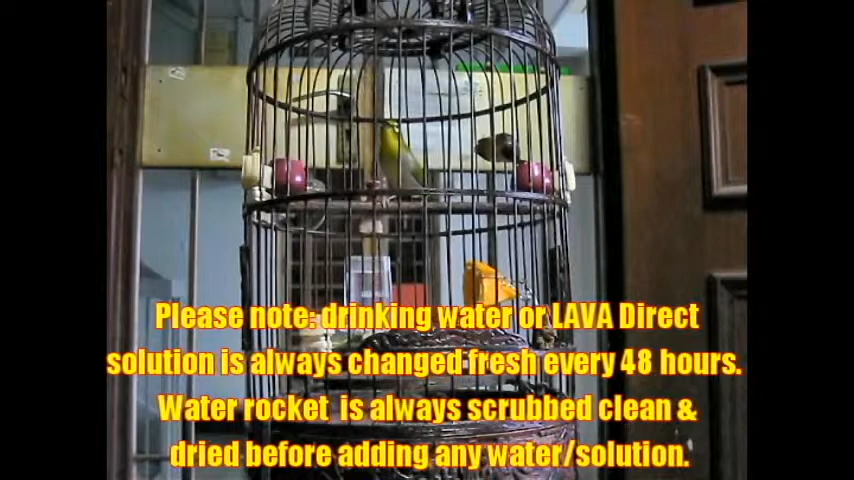 Please note: drinking water or LAVA Direct
solution is always changed fresh every 48 hours.
Water rocket is always scrubbed clean &
dried before adding any water/solution.